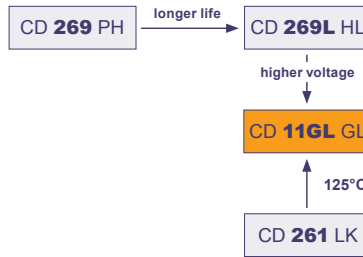 CD 269 PH
longer life
CD 269L HL
higher voltage
CD 11GL GL
125°C
CD 261 LK